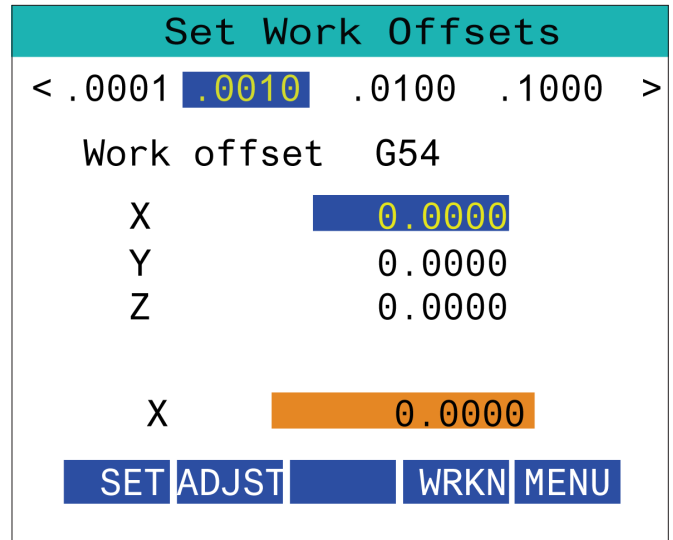 Set Work Offsets
< .0001 .0010 .0100 .1000 >
Work offset G54
X 0.0000
Y 0.0000
Z 0.0000
X 0.0000
SET ADJST WRKN MENU